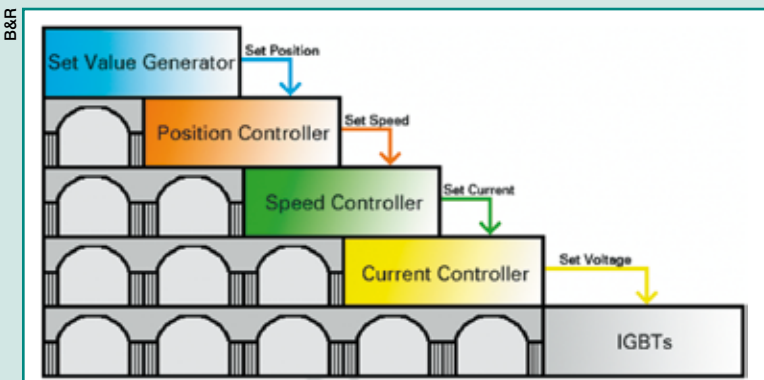 B&R
Set Value Generator
Set Position
Position Controller
Set Speed
Speed Controller
Set Current
Current Controller
Set Voltage
IGBTs